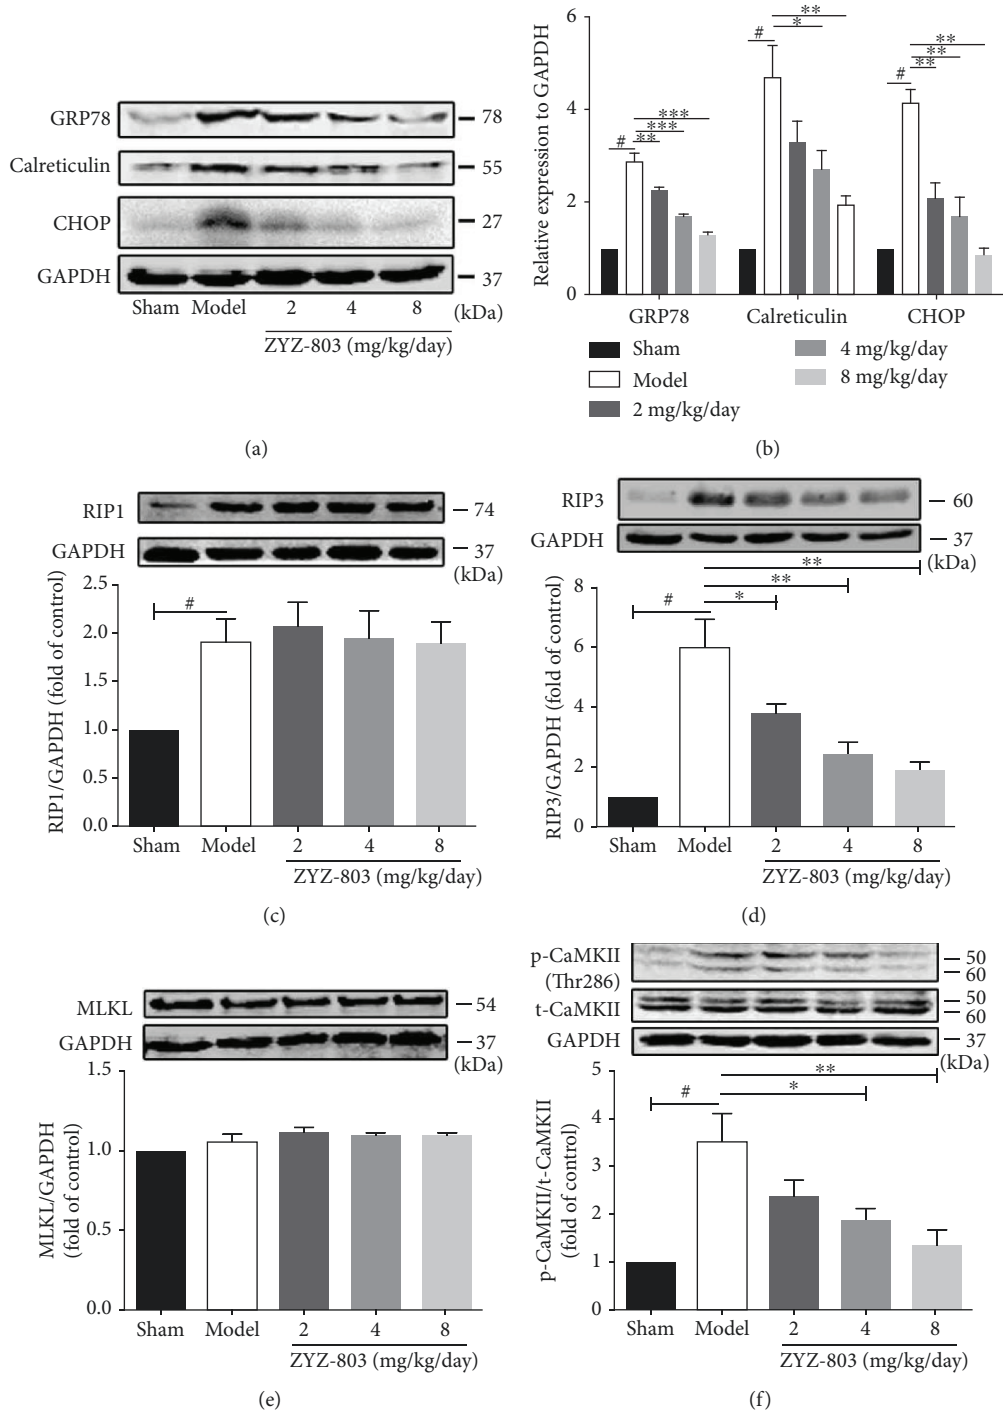 (a)
GRP78
78
Calreticulin
55
CHOP
27
GAPDH
37
Sham Model 2 4 8 (kDa)
ZYZ-803 (mg/kg/day)
(b)
Relative expression to GAPDH
6
4
2
0
# ** *** ***
# * **
# ** ** **
GRP78 Calreticulin CHOP
Sham
Model
2 mg/kg/day
4 mg/kg/day
8 mg/kg/day
(a)
(b)
RIP1
74
GAPDH
37
(kDa)
RIP1/GAPDH (fold of control)
2.5
2.0
1.5
1.0
0.5
0.0
#
Sham Model 2 4 8
ZYZ-803 (mg/kg/day)
(c)
RIP3
60
GAPDH
37
(kDa)
RIP3/GAPDH (fold of control)
8
6
4
2
0
# * ** **
Sham Model 2 4 8
ZYZ-803 (mg/kg/day)
(d)
MLKL
54
GAPDH
37
(kDa)
MLKL/GAPDH
(fold of control)
1.5
1.0
0.5
0.0
Sham Model 2 4 8
ZYZ-803 (mg/kg/day)
(e)
p-CaMKII
(Thr286)
50
60
t-CaMKII
50
60
GAPDH
37
(kDa)
p-CaMKII/t-CaMKII
(fold of control)
5
4
3
2
1
0
# * **
Sham Model 2 4 8
ZYZ-803 (mg/kg/day)
(f)